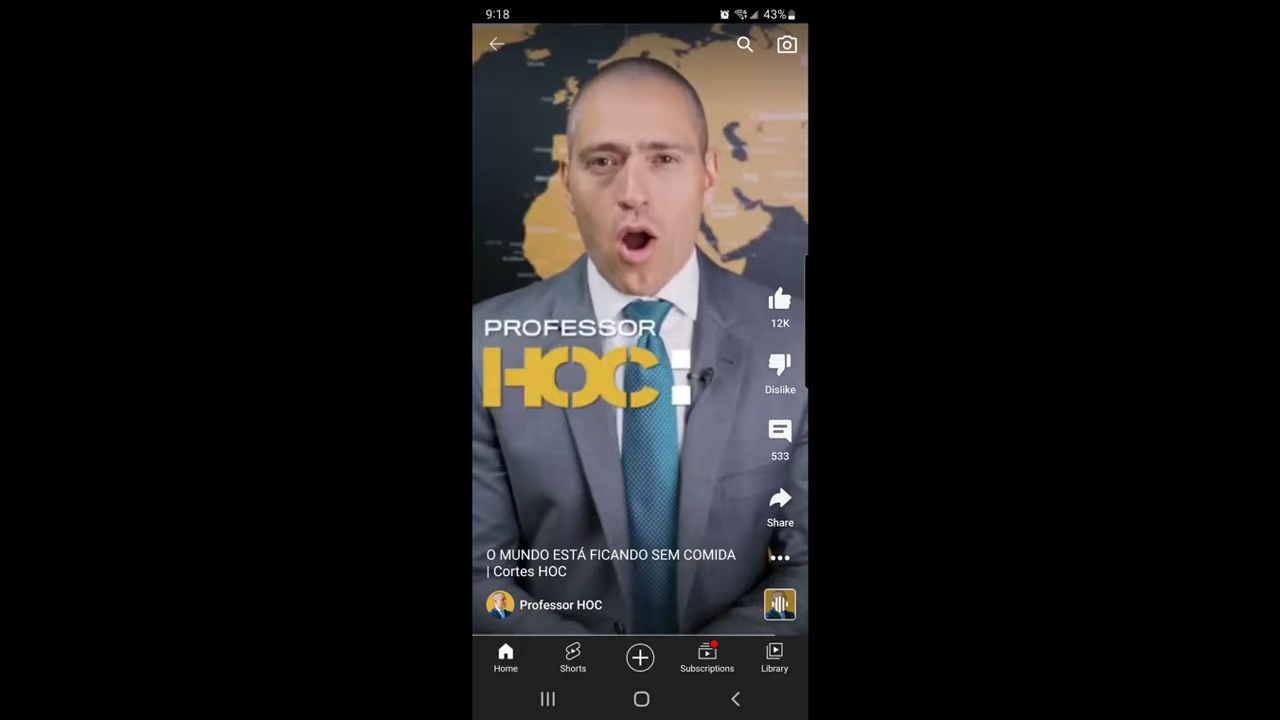 9:18
43%
PROFESSOR
HOC:
12K
Dislike
533
Share
O MUNDO ESTÁ FICANDO SEM COMIDA
| Cortes HOC
Professor HOC
Home
Shorts
Subscriptions
Library